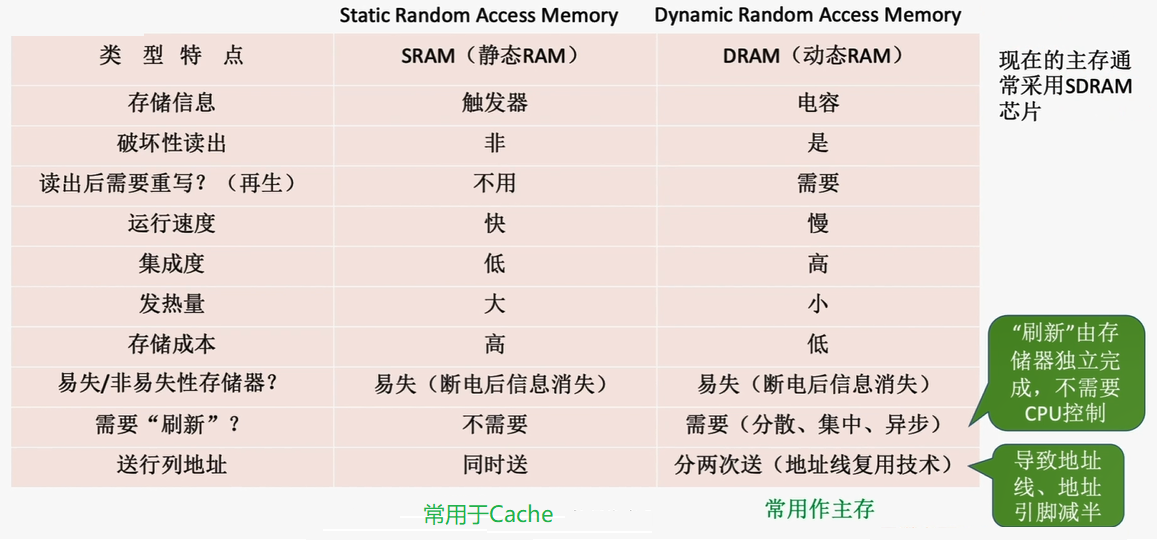 Static Random Access Memory Dynamic Random Access Memory
类 型 特 点 SRAM（静态RAM） DRAM（动态RAM）
存储信息 触发器 电容
破坏性读出 非 是
读出后需要重写？（再生） 不用 需要
运行速度 快 慢
集成度 低 高
发热量 大 小
存储成本 高 低
易失/非易失性存储器？ 易失（断电后信息消失） 易失（断电后信息消失）
需要“刷新”？ 不需要 需要（分散、集中、异步）
送行列地址 同时送 分两次送（地址线复用技术）
常用于Cache 常用作主存
现在的主存通
常采用SDRAM
芯片
“刷新”由存
储器独立完
成，不需要
CPU控制
导致地址
线、地址
引脚减半